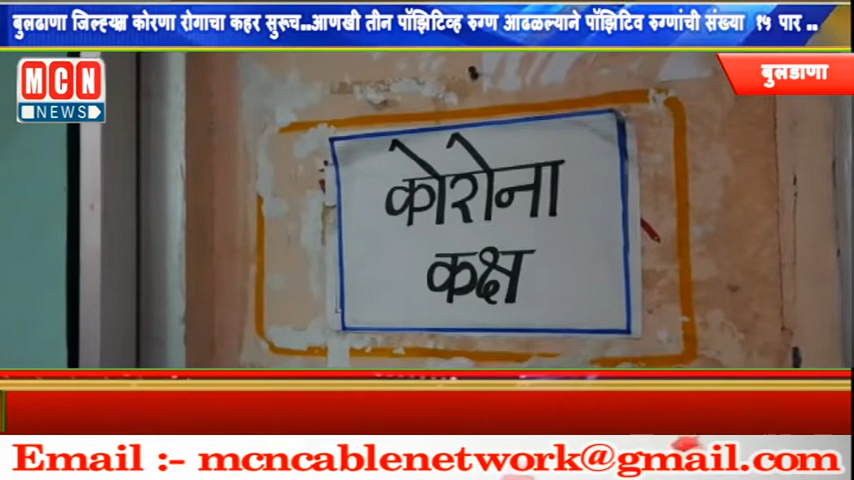 बुलढाणा जिल्ह्यात कोरणा रोगाचा कहर सुरूच..आणखी तीन पॉझिटिव्ह रुग्ण आढळल्याने पॉझिटिव रुग्णांची संख्या १५ पार ..
MCN
NEWS
बुलडाणा
कोरोना
कक्ष
Email :- mcncablenetwork@gmail.com